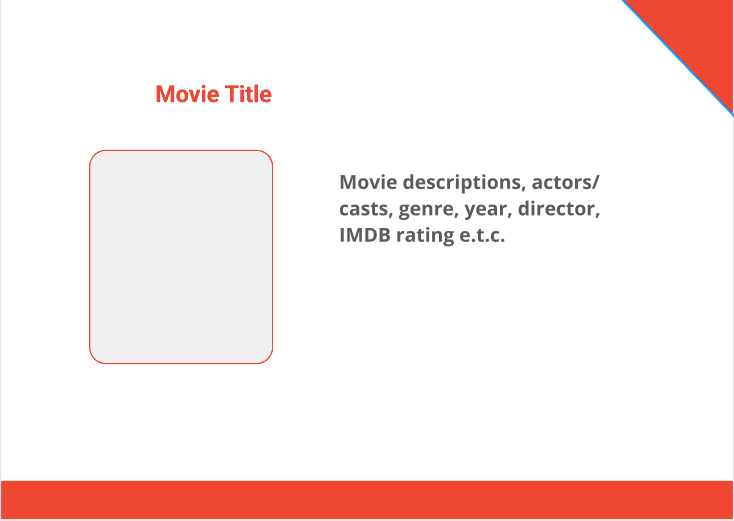 Movie Title
Movie descriptions, actors/
casts, genre, year, director,
IMDB rating e.t.c.